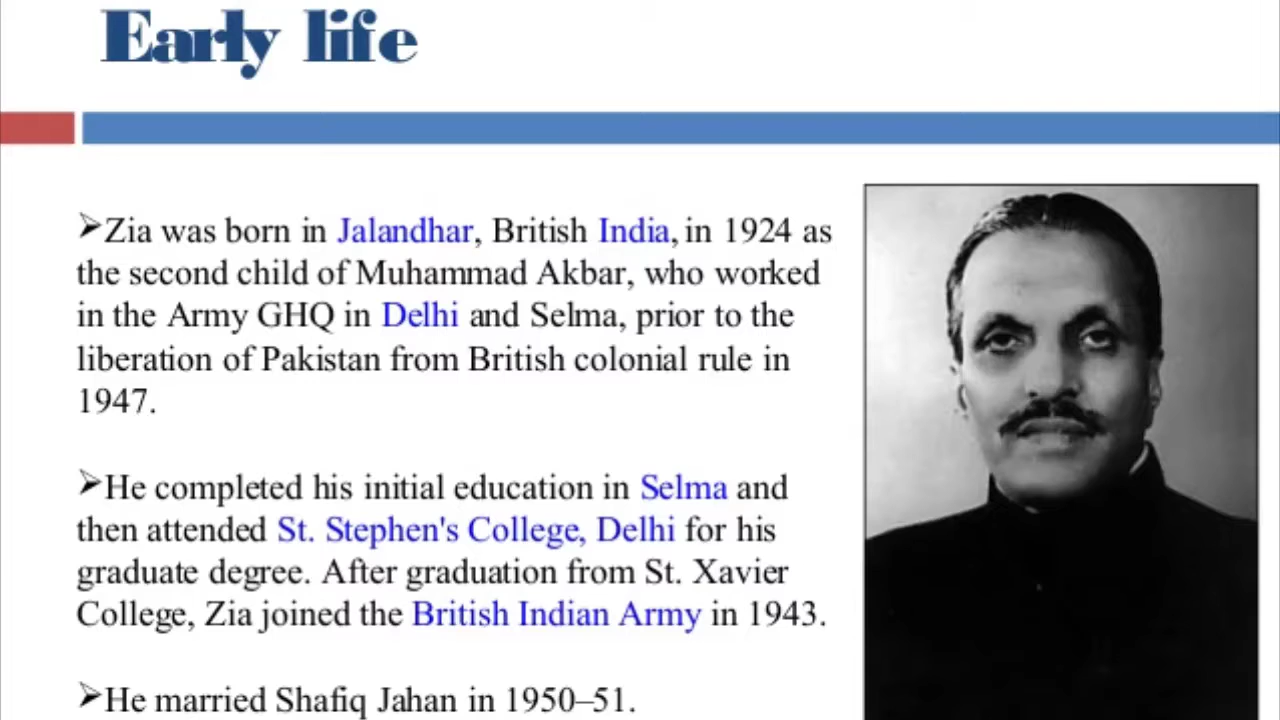 Early life
➢Zia was born in Jalandhar, British India, in 1924 as
the second child of Muhammad Akbar, who worked
in the Army GHQ in Delhi and Selma, prior to the
liberation of Pakistan from British colonial rule in
1947.
➢He completed his initial education in Selma and
then attended St. Stephen's College, Delhi for his
graduate degree. After graduation from St. Xavier
College, Zia joined the British Indian Army in 1943.
➢He married Shafiq Jahan in 1950–51.